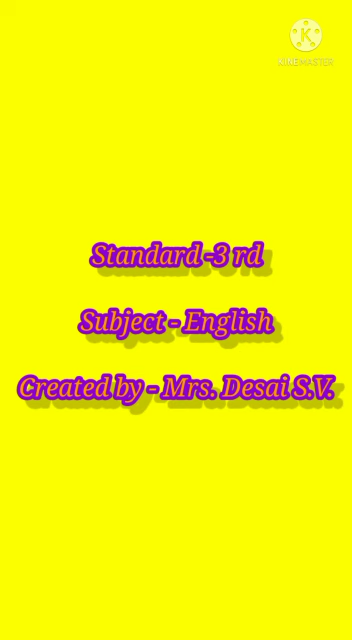 KINEMASTER
Standard -3 rd
Subject - English
Created by - Mrs. Desai S.V.